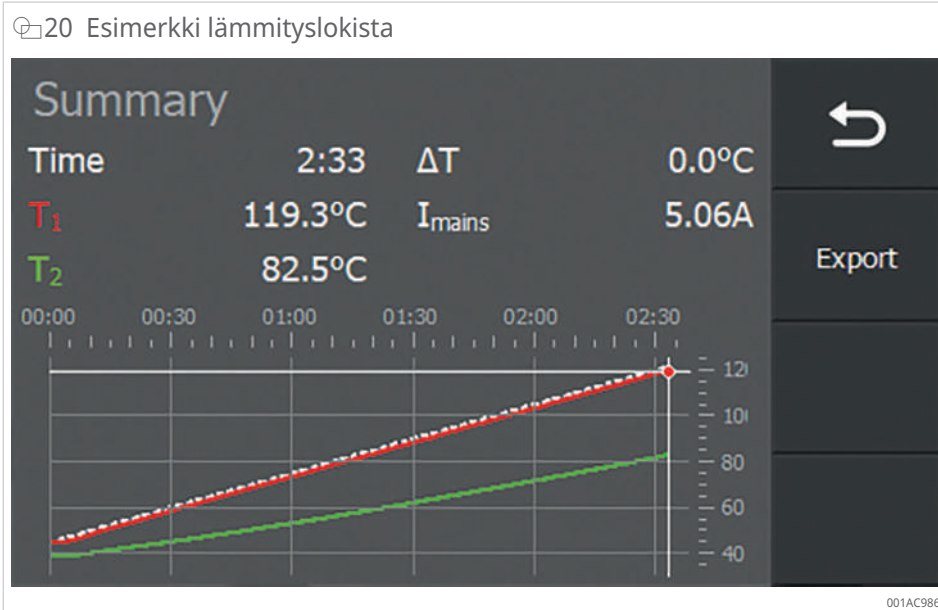 20 Esimerkki lämmityslokista
Summary
Time 2:33 ΔT 0.0°C
T1 119.3°C Imains 5.06A
T2 82.5°C
Export
00:00 00:30 01:00 01:30 02:00 02:30
80
60
40
001AC986